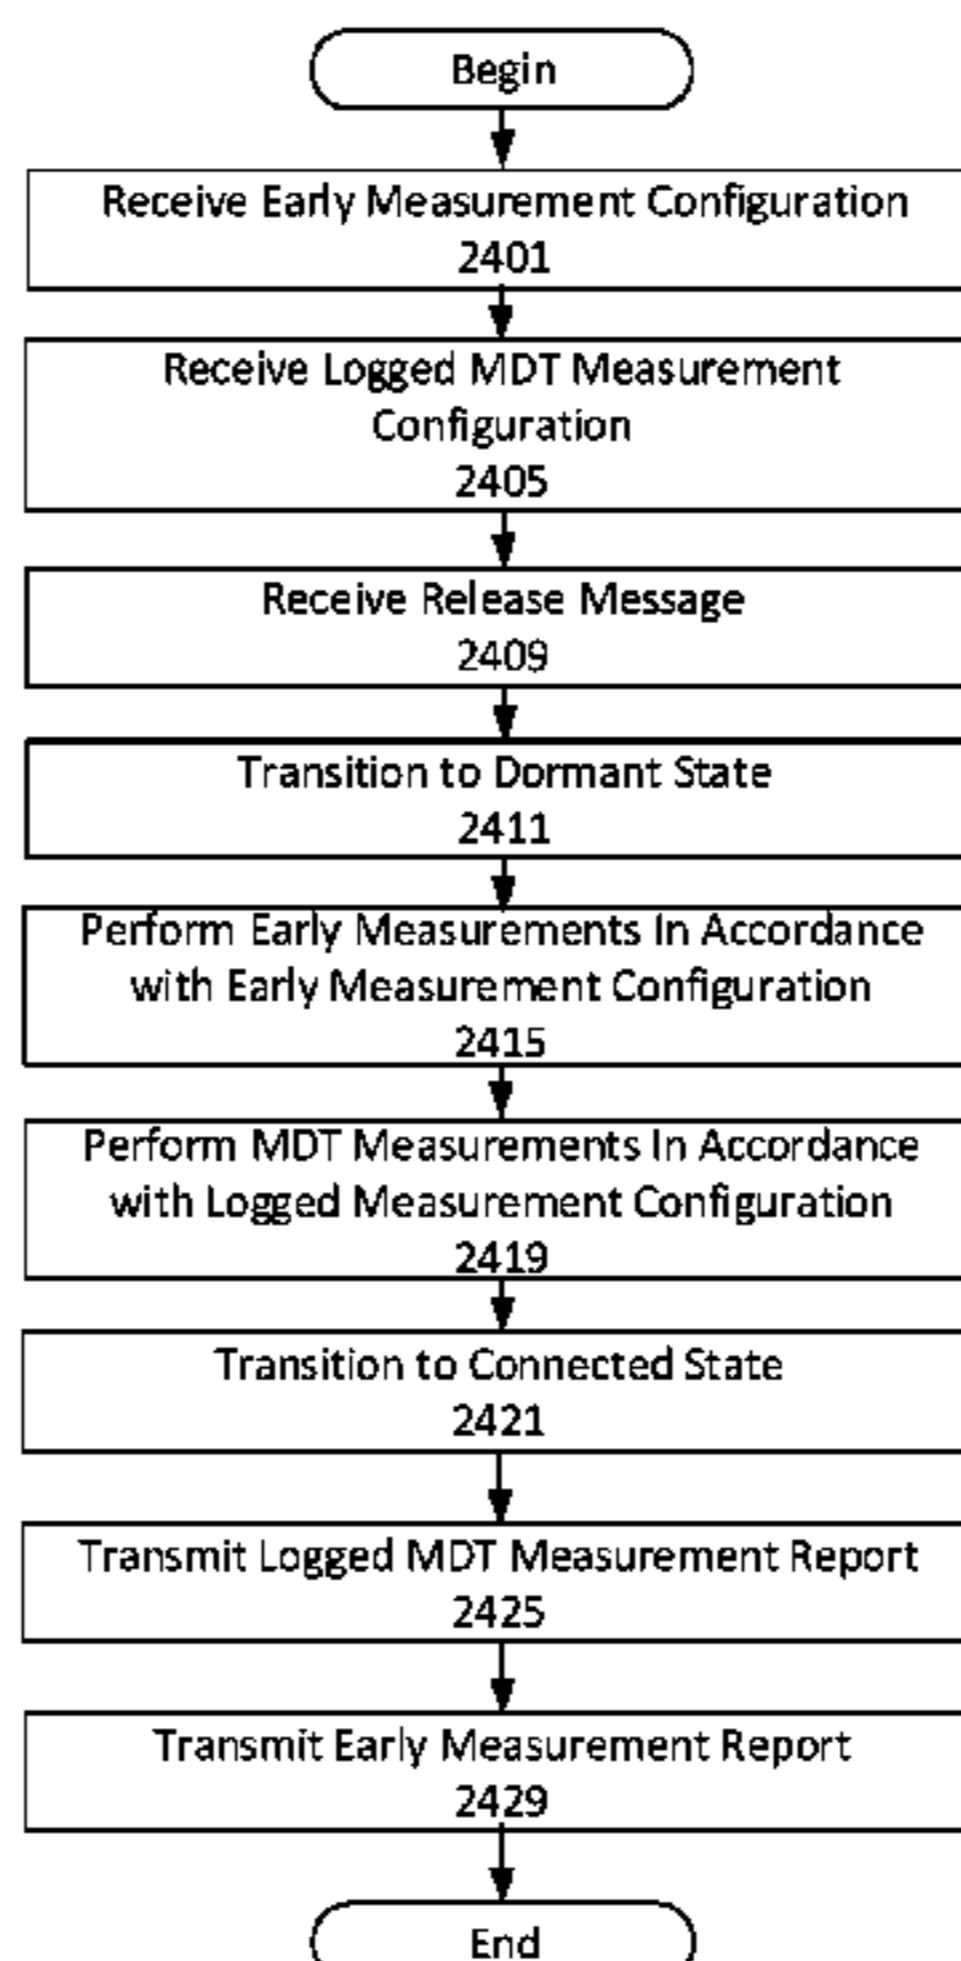 Begin
Receive Early Measurement Configuration
2401
Receive Logged MDT Measurement
Configuration
2405
Receive Release Message
2409
Transition to Dormant State
2411
Perform Early Measurements In Accordance
with Early Measurement Configuration
2415
Perform MDT Measurements In Accordance
with Logged Measurement Configuration
2419
Transition to Connected State
2421
Transmit Logged MDT Measurement Report
2425
Transmit Early Measurement Report
2429
End